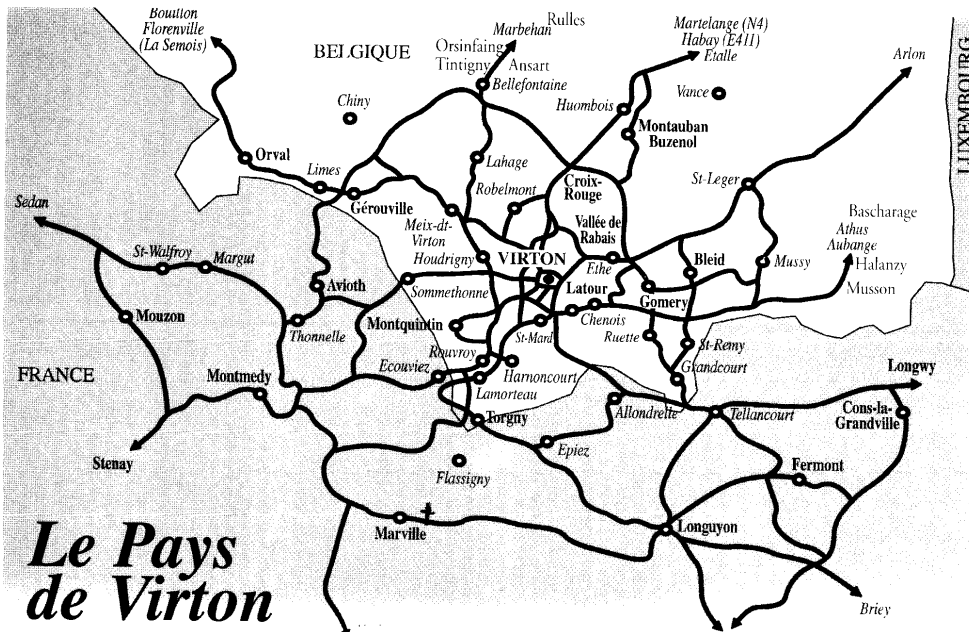 Bouillon
Florenville
(La Semois)
BELGIQUE
Orsinfaing
Tintigny
Marbehan
Rulles
Ansart
Bellefontaine
Martelange (N4)
Habay (E411)
Etalle
Arlon
LUXEMBOURG
Chiny
Huombois
Vance
Montauban
Buzenol
Orval
Limes
Gérouville
Lahage
Robelmont
Croix-
Rouge
St-Leger
Sedan
Meix-dt-
Virton
Houdrigny
Vallée de
Rabais
VIRTON
Ethe
Bascharage
Athus
Aubange
Halanzy
Musson
St-Walfroy
Margut
Avioth
Sommethonne
Latour
Gomery
Bleid
Mussy
Mouzon
Thonnelle
Montquintin
St-Mard
Chenois
Ruette
St-Remy
Grandcourt
FRANCE
Montmedy
Ecouviez
Rouvroy
Harnoncourt
Lamorteau
Torgny
Allondrelle
Tellancourt
Longwy
Cons-la-
Grandville
Stenay
Epiez
Flassigny
Fermont
Marville
Longuyon
Briey
Le Pays
de Virton